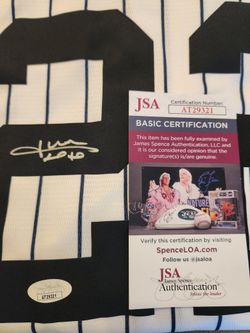 JSA
Certification Number:
AT29321
BASIC CERTIFICATION
This item has been fully examined by
James Spence Authentication, LLC and
it is our considered opinion that the
signature(s) is/are genuine.
Verify this certification by visiting
SpenceLOA.com
Follow us @jsaloa
JSA
James Spence
Authentication
AT29321